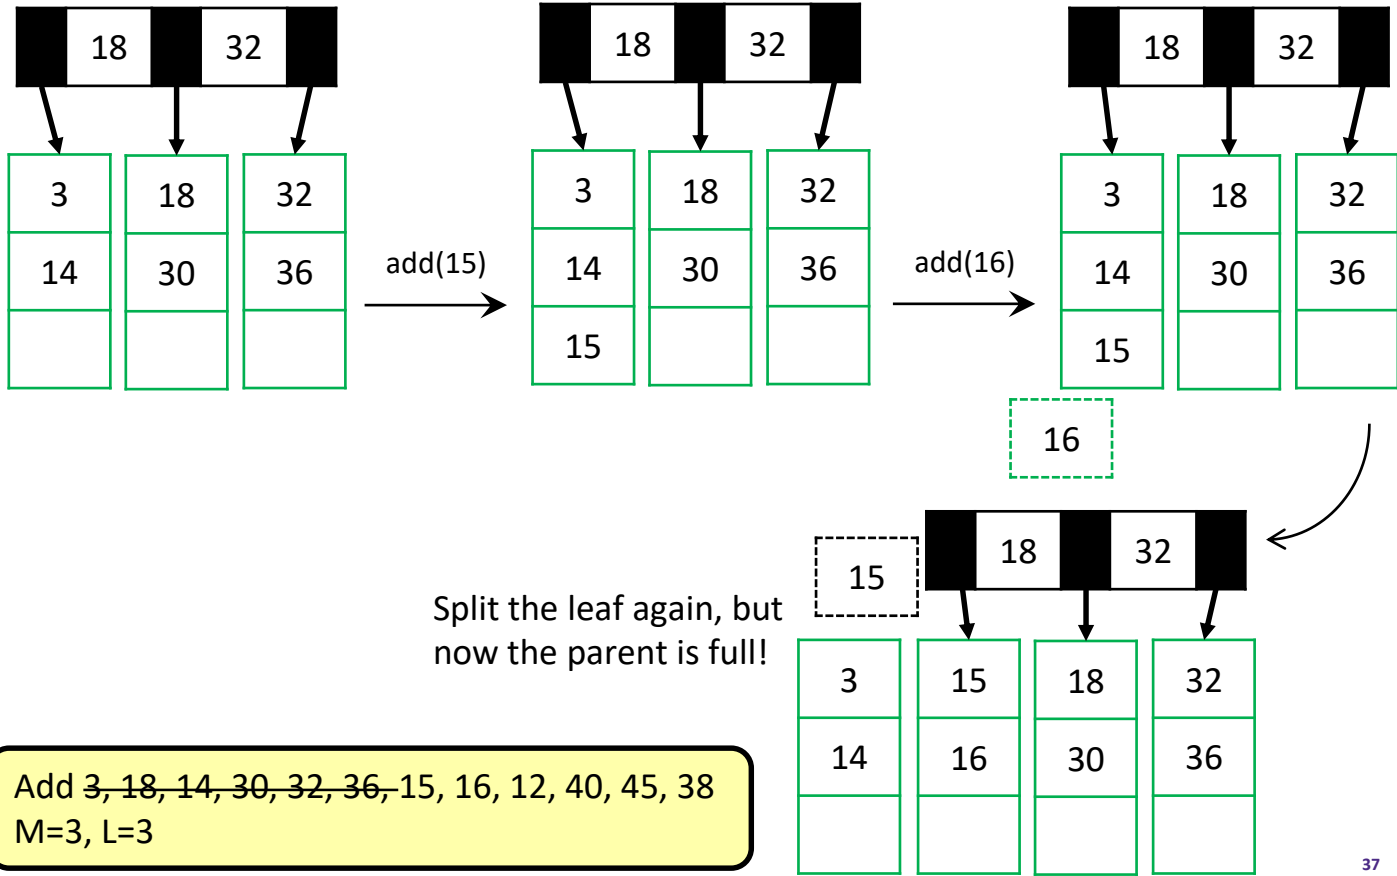 18 32
3 18 32
14 30 36
add(15)
18 32
3 18 32
14 30 36
15
add(16)
18 32
3 18 32
14 30 36
15
16
15
18 32
3 15 18 32
14 16 30 36
Split the leaf again, but
now the parent is full!
Add 3, 18, 14, 30, 32, 36, 15, 16, 12, 40, 45, 38
M=3, L=3
37